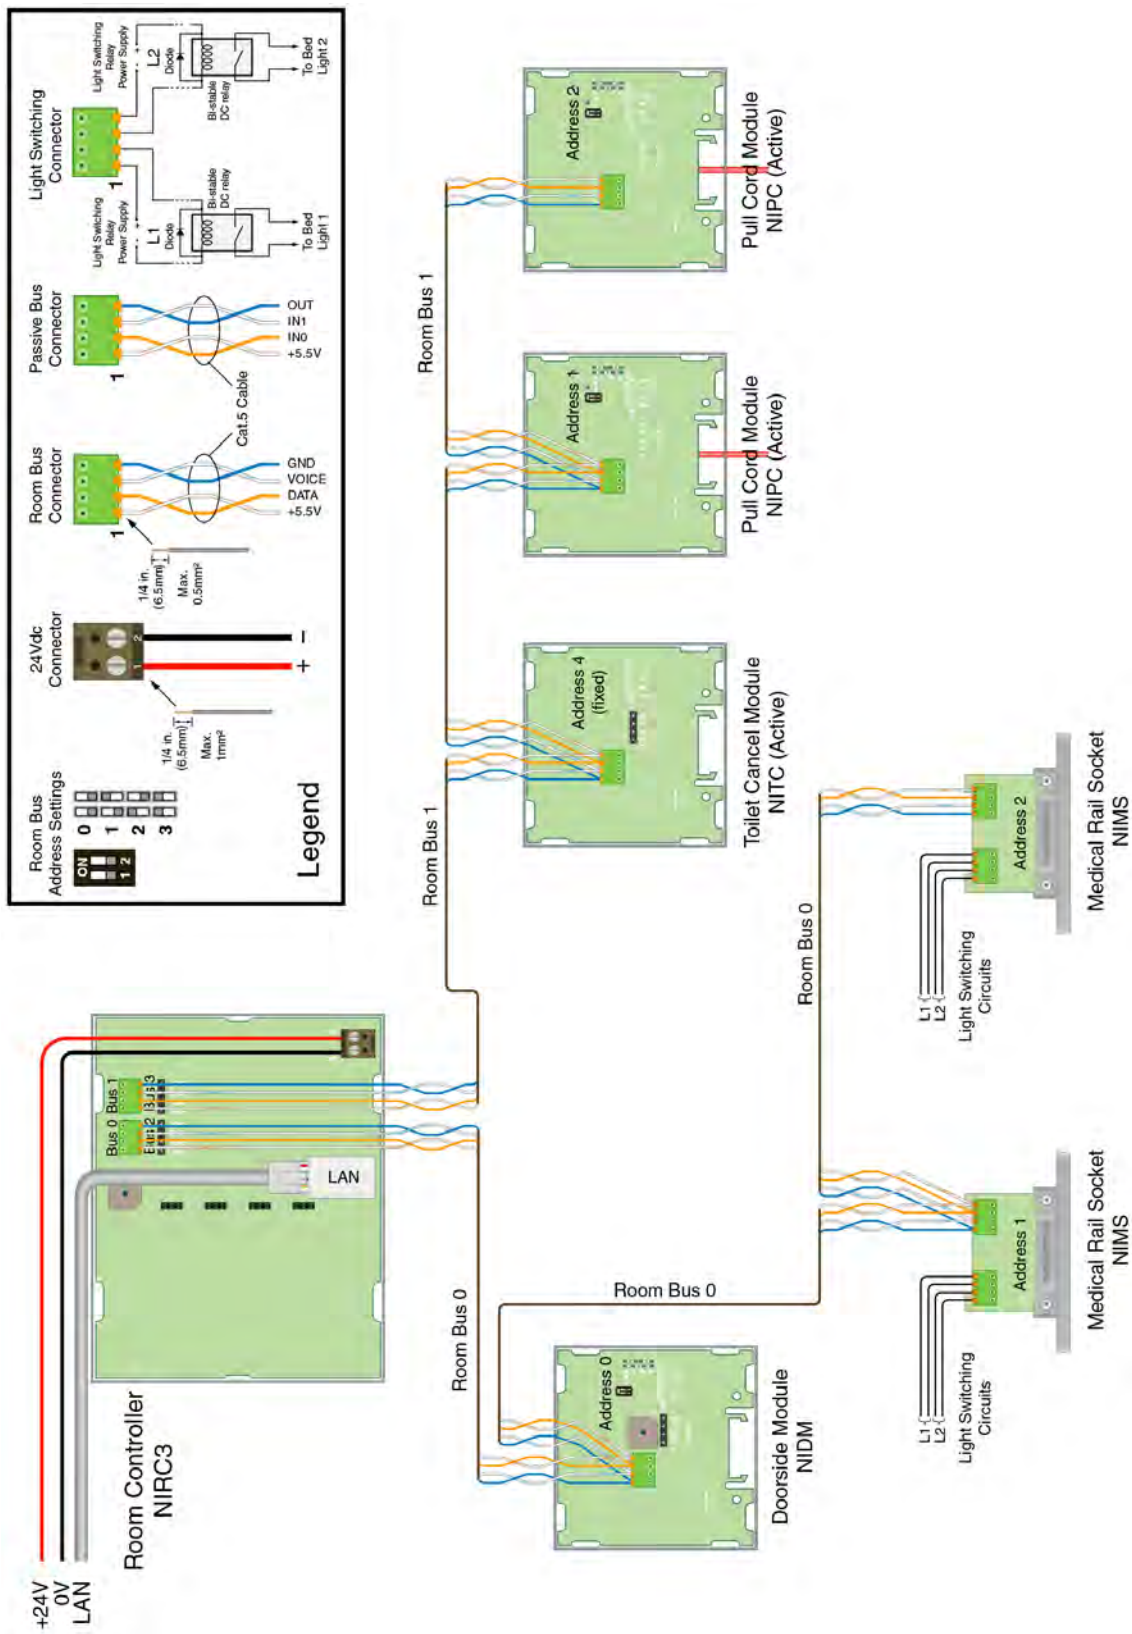 +24V
0V
LAN
Room Controller
NIRC3
LAN
Bus 0
Bus 1
Bus 2
Bus 3
Legend
Room Bus
Address Settings
ON
1 2
0
1
2
3
24Vdc
Connector
1
2
1/4 in.
(6.5mm)
Max.
1mm²
+
–
Room Bus
Connector
1
1/4 in.
(6.5mm)
Max.
0.5mm²
GND
VOICE
DATA
+5.5V
Cat.5 Cable
Passive Bus
Connector
1
OUT
IN1
IN0
+5.5V
Light Switching
Connector
1
Light Switching
Relay
Power Supply
L1
Diode
Bi-stable
DC relay
To Bed
Light 1
Light Switching
Relay
Power Supply
L2
Diode
Bi-stable
DC relay
To Bed
Light 2
Room Bus 1
Room Bus 1
Address 4
(fixed)
Toilet Cancel Module
NITC (Active)
Address 1
Pull Cord Module
NIPC (Active)
Address 2
Pull Cord Module
NIPC (Active)
Room Bus 0
Address 0
Doorside Module
NIDM
Room Bus 0
Room Bus 0
L1
L2
Light Switching
Circuits
Address 1
Medical Rail Socket
NIMS
L1
L2
Light Switching
Circuits
Address 2
Medical Rail Socket
NIMS